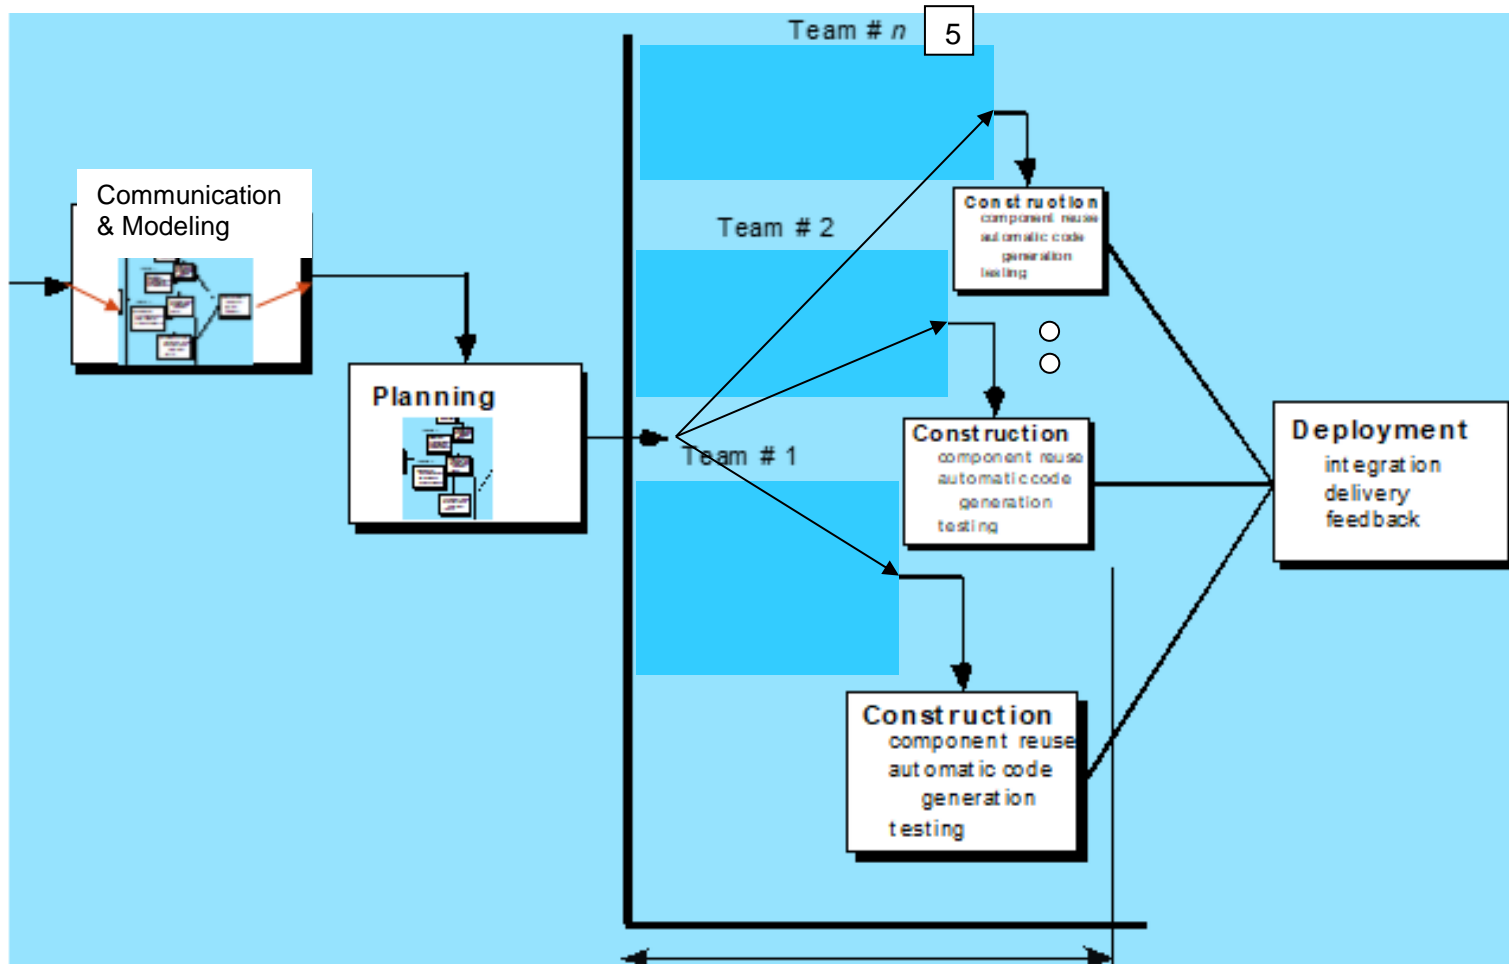 Team # n
5
Communication
& Modeling
Construction
component reuse
automatic code
generation
testing
Team # 2
Planning
Construction
component reuse
automatic code
generation
testing
Team # 1
Deployment
integration
delivery
feedback
Construction
component reuse
automatic code
generation
testing